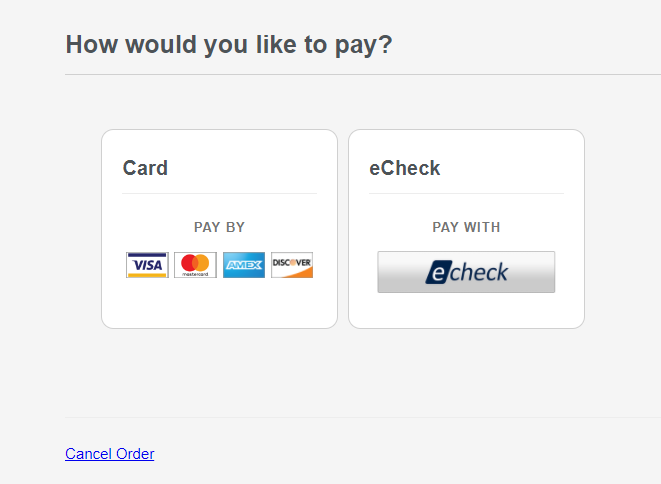 How would you like to pay?
Card
PAY BY
VISA
mastercard
AMEX
DISCOVER
eCheck
PAY WITH
echeck
Cancel Order